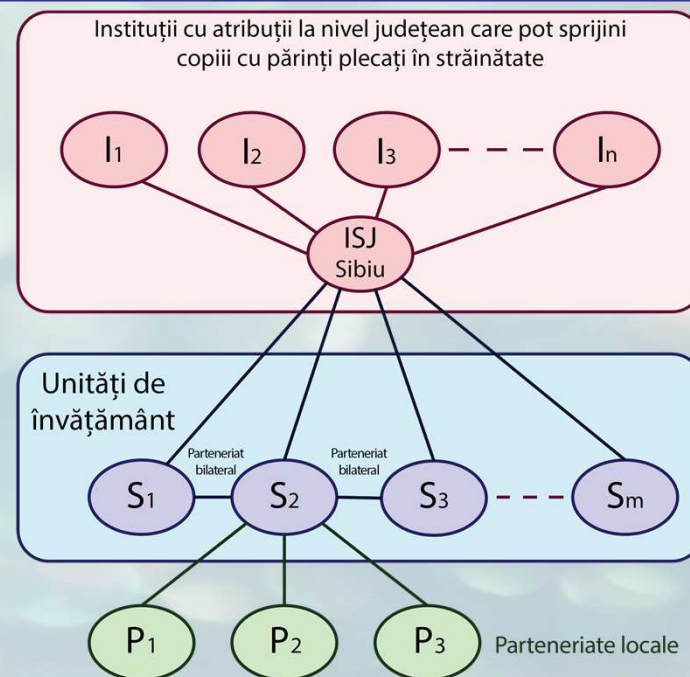 Instituții cu atribuții la nivel județean care pot sprijini
copiii cu părinți plecați în străinătate
I1 I2 I3 In
ISJ
Sibiu
Unități de
învățământ
Parteneriat
bilateral
Parteneriat
bilateral
S1 S2 S3 Sm
P1 P2 P3 Parteneriate locale